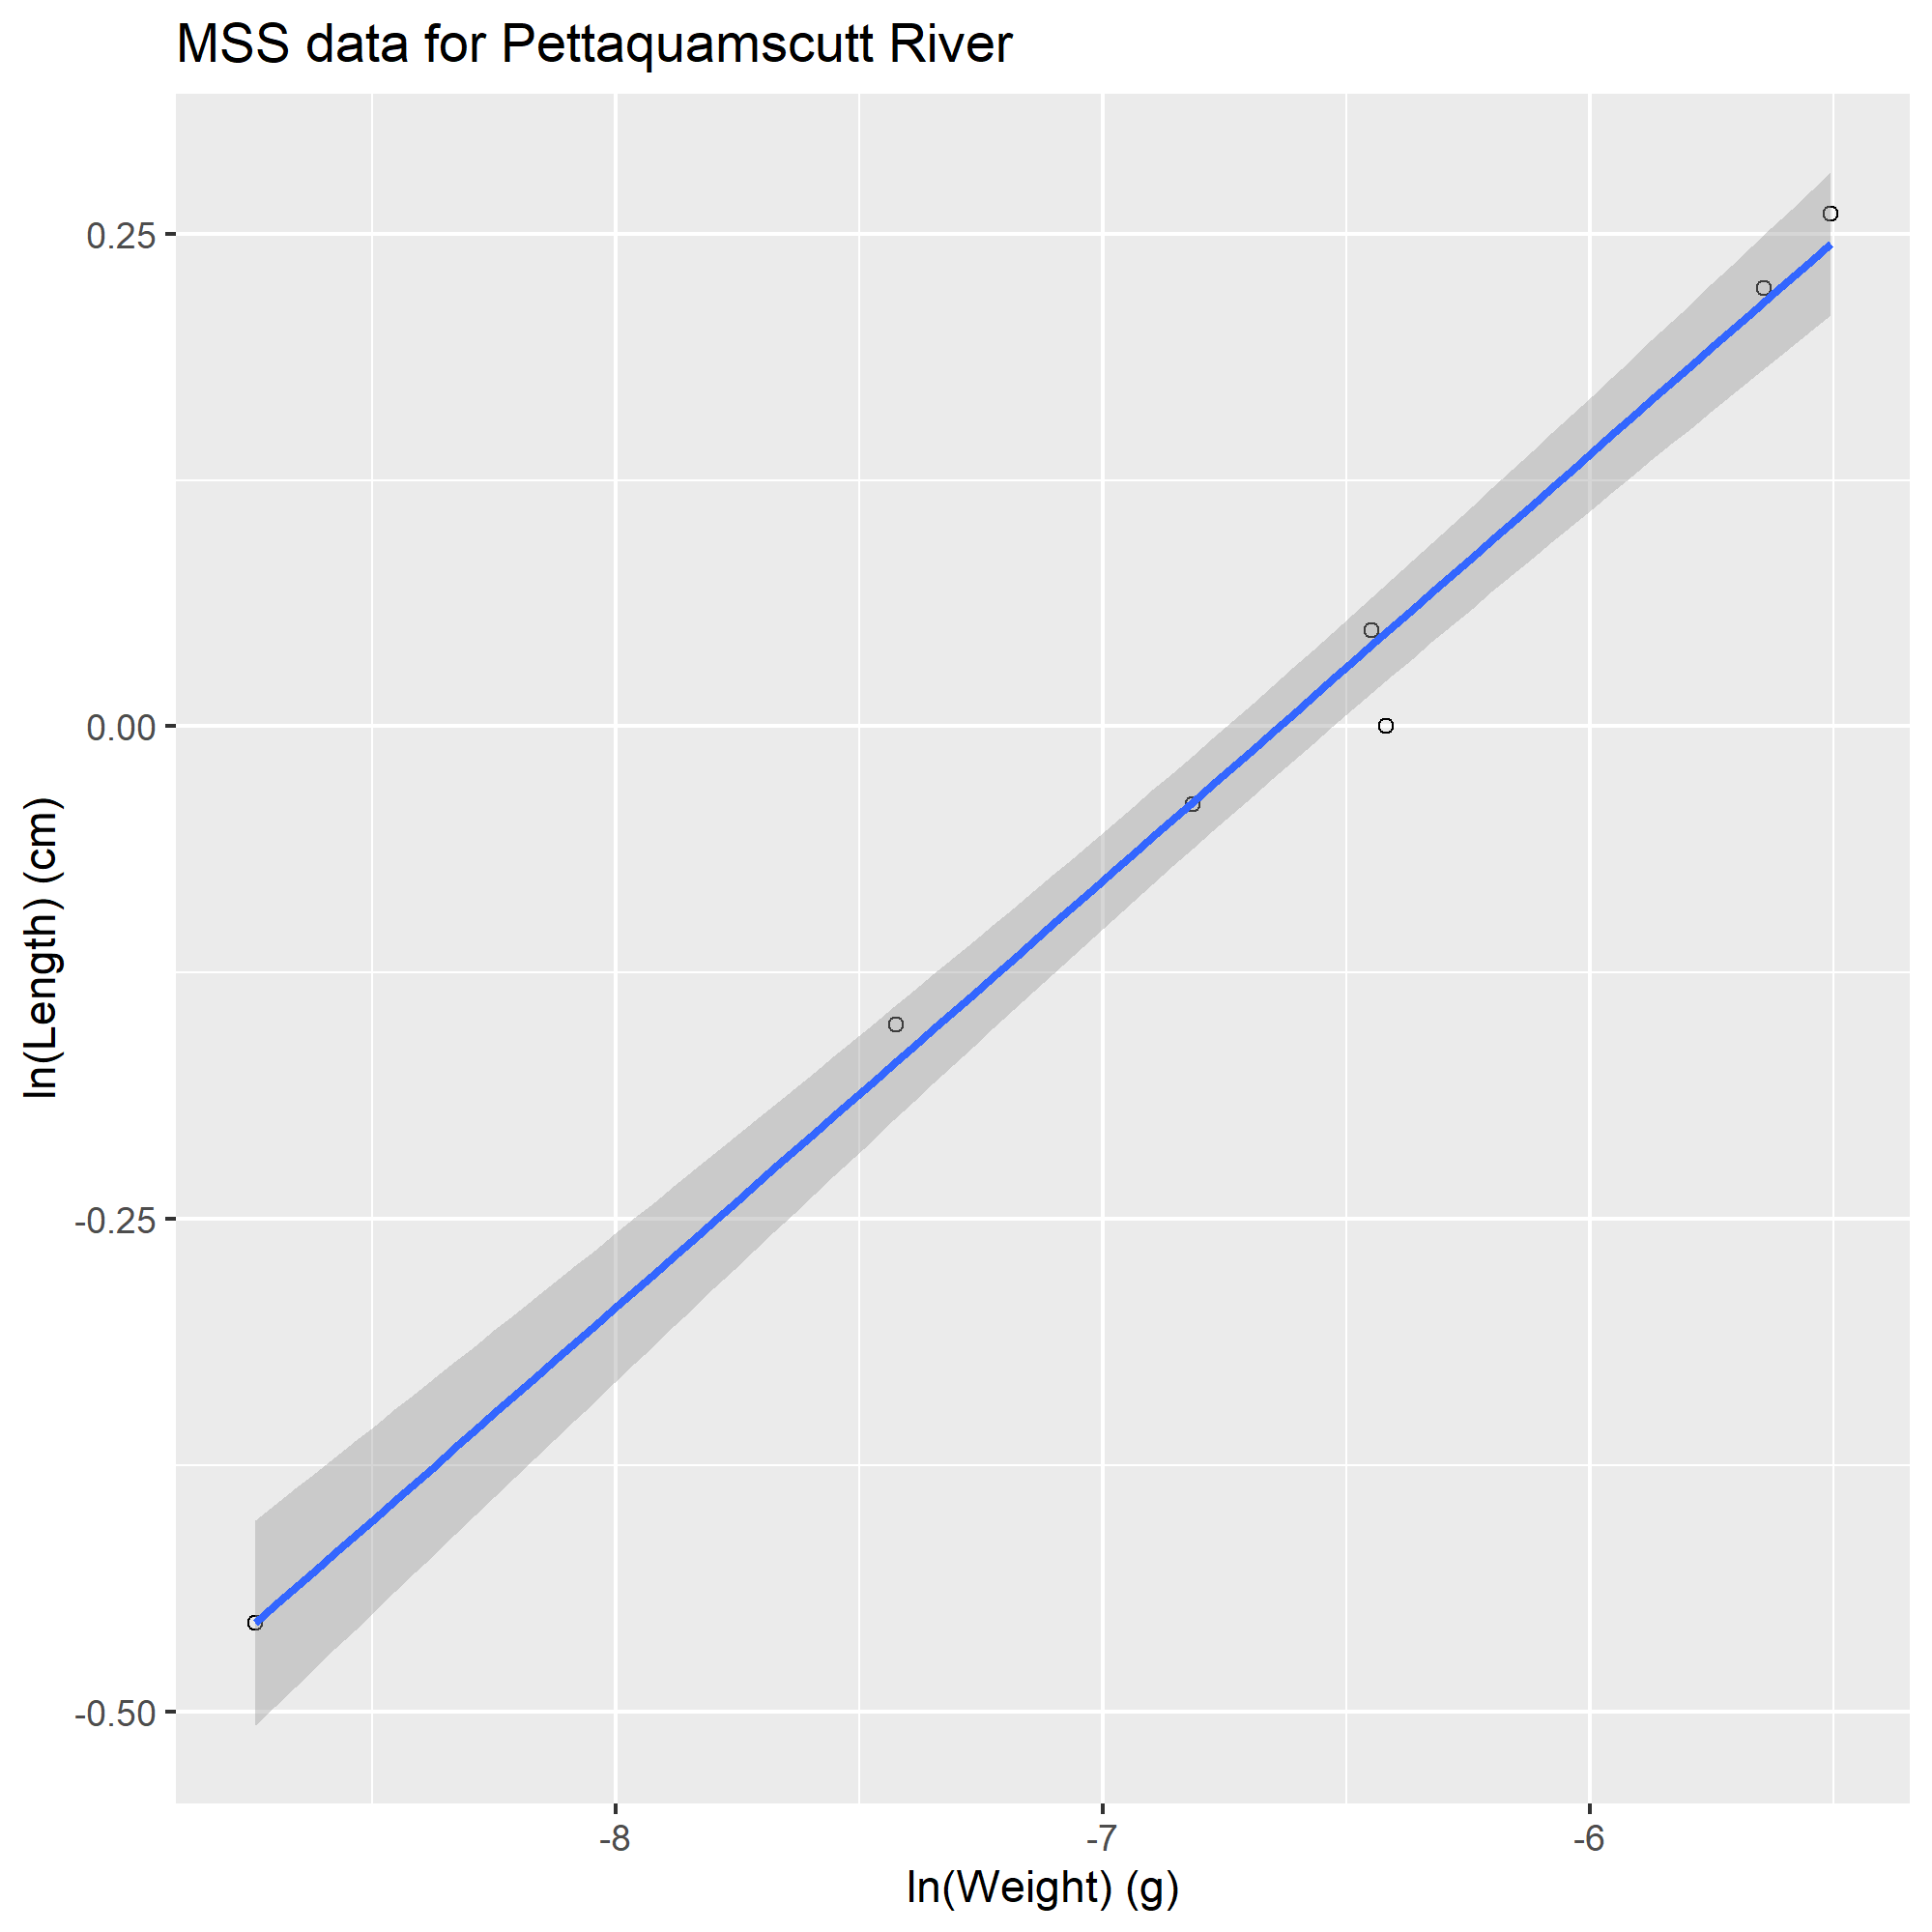 MSS data for Pettaquamscutt River
0.25
0.00
-0.25
-0.50
ln(Length) (cm)
-8
-7
-6
ln(Weight) (g)